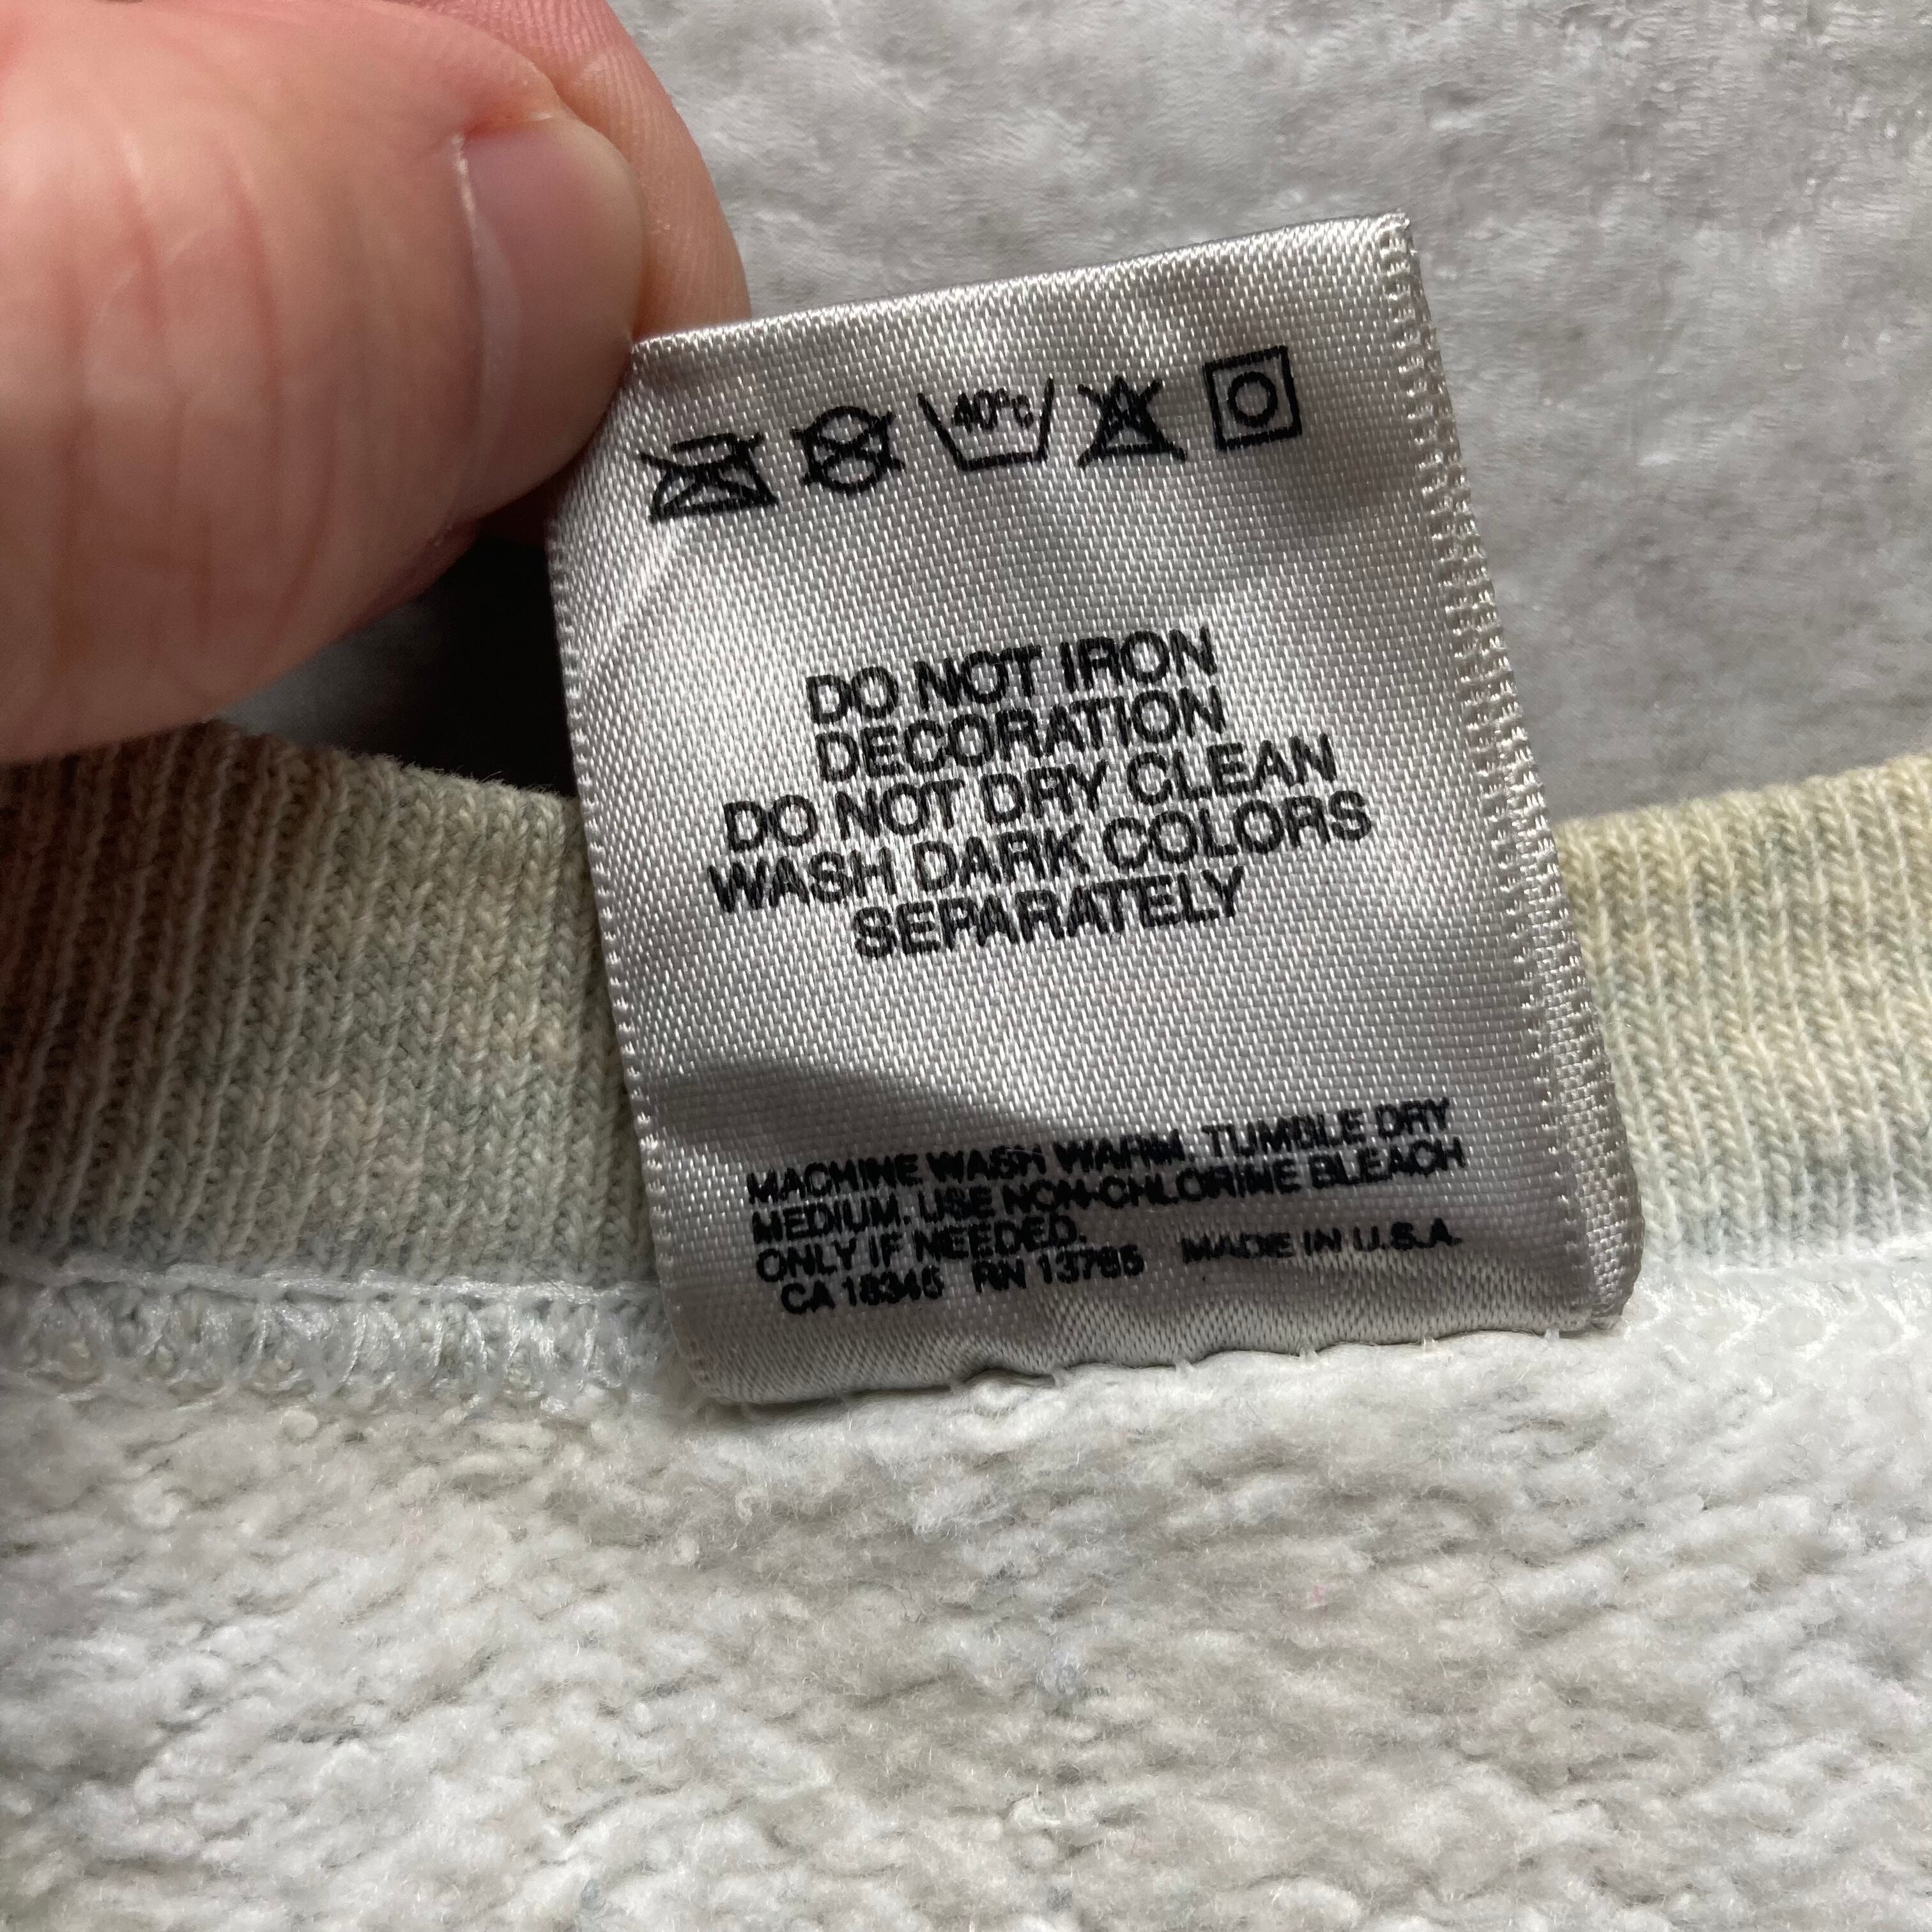 40°C
DO NOT IRON
DECORATION
DO NOT DRY CLEAN
WASH DARK COLORS
SEPARATELY
MACHINE WASH WARM. TUMBLE DRY
MEDIUM. USE NON-CHLORINE BLEACH
ONLY IF NEEDED.
CA 18346 RN 13765 MADE IN U.S.A.